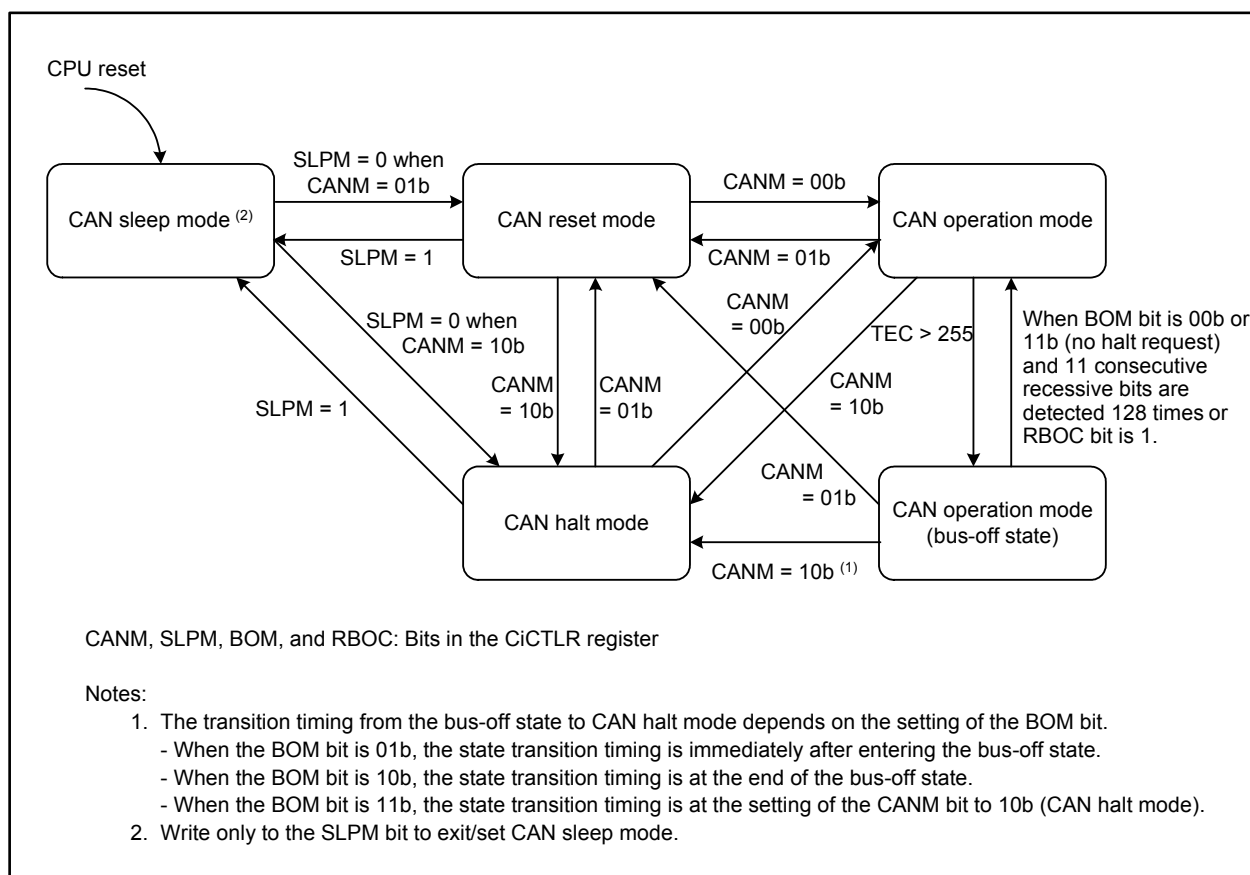 CPU reset
SLPM = 0 when
CANM = 01b
CANM = 00b
CAN sleep mode (2)
CAN reset mode
CAN operation mode
SLPM = 1
CANM = 01b
SLPM = 0 when
CANM = 10b
CANM
= 00b
TEC > 255
When BOM bit is 00b or
11b (no halt request)
and 11 consecutive
recessive bits are
detected 128 times or
RBOC bit is 1.
SLPM = 1
CANM
= 10b
CANM
= 01b
CANM
= 10b
CANM
= 01b
CAN halt mode
CAN operation mode
(bus-off state)
CANM = 10b (1)
CANM, SLPM, BOM, and RBOC: Bits in the CiCTLR register
Notes:
1. The transition timing from the bus-off state to CAN halt mode depends on the setting of the BOM bit.
- When the BOM bit is 01b, the state transition timing is immediately after entering the bus-off state.
- When the BOM bit is 10b, the state transition timing is at the end of the bus-off state.
- When the BOM bit is 11b, the state transition timing is at the setting of the CANM bit to 10b (CAN halt mode).
2. Write only to the SLPM bit to exit/set CAN sleep mode.